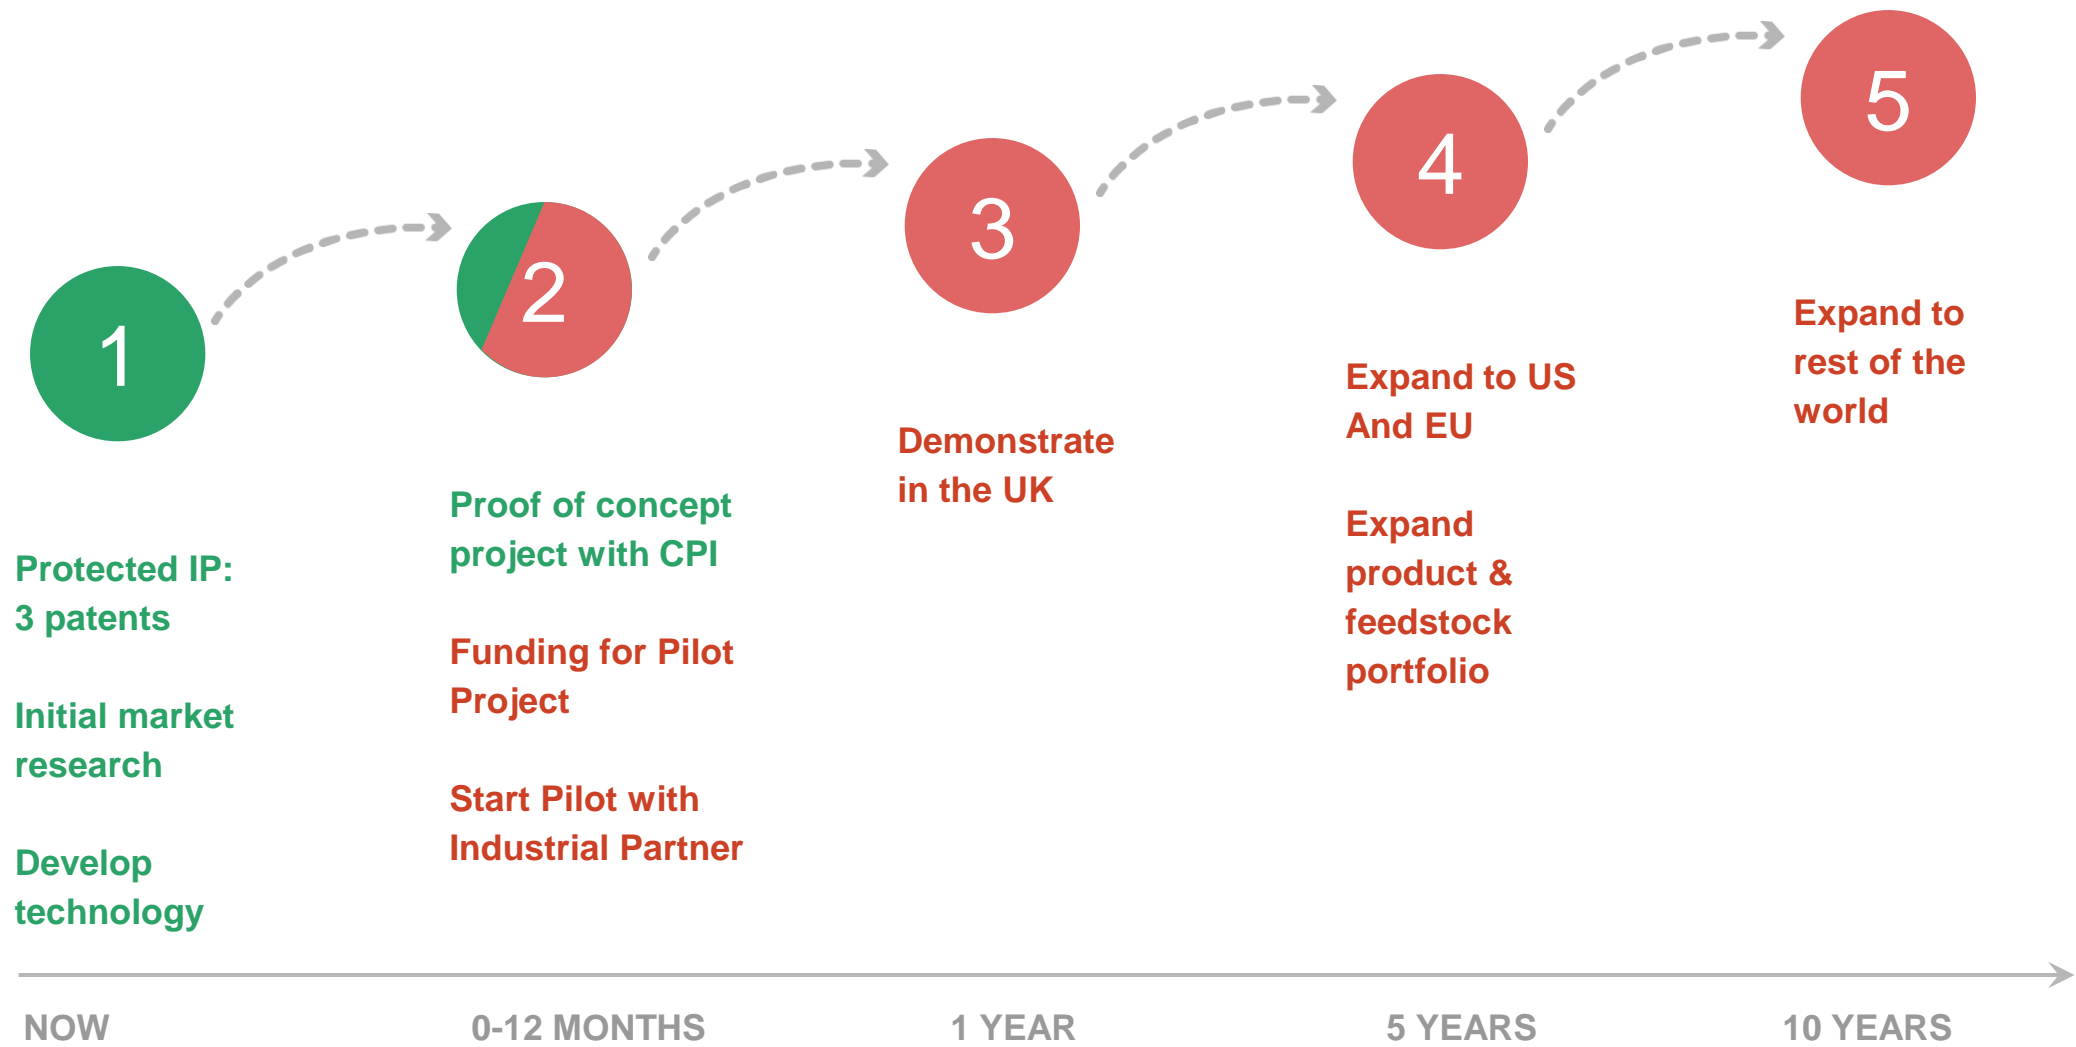 1
Protected IP:
3 patents
Initial market
research
Develop
technology
2
Proof of concept
project with CPI
Funding for Pilot
Project
Start Pilot with
Industrial Partner
3
Demonstrate
in the UK
4
Expand to US
And EU
Expand
product &
feedstock
portfolio
5
Expand to
rest of the
world
NOW
0-12 MONTHS
1 YEAR
5 YEARS
10 YEARS